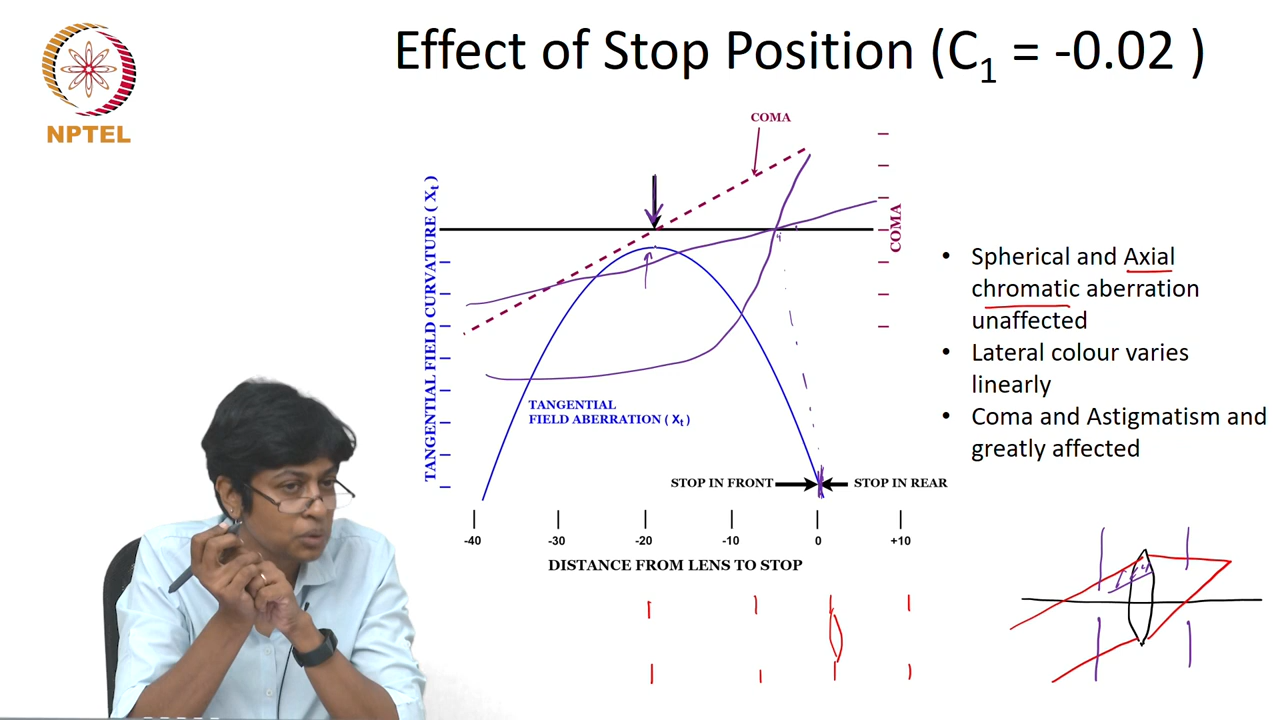 Effect of Stop Position (C1 = -0.02 )
NPTEL
COMA
TANGENTIAL FIELD CURVATURE ( Xt )
COMA
TANGENTIAL
FIELD ABERRATION ( Xt )
STOP IN FRONT
STOP IN REAR
-40
-30
-20
-10
0
+10
DISTANCE FROM LENS TO STOP
• Spherical and Axial
chromatic aberration
unaffected
• Lateral colour varies
linearly
• Coma and Astigmatism and
greatly affected